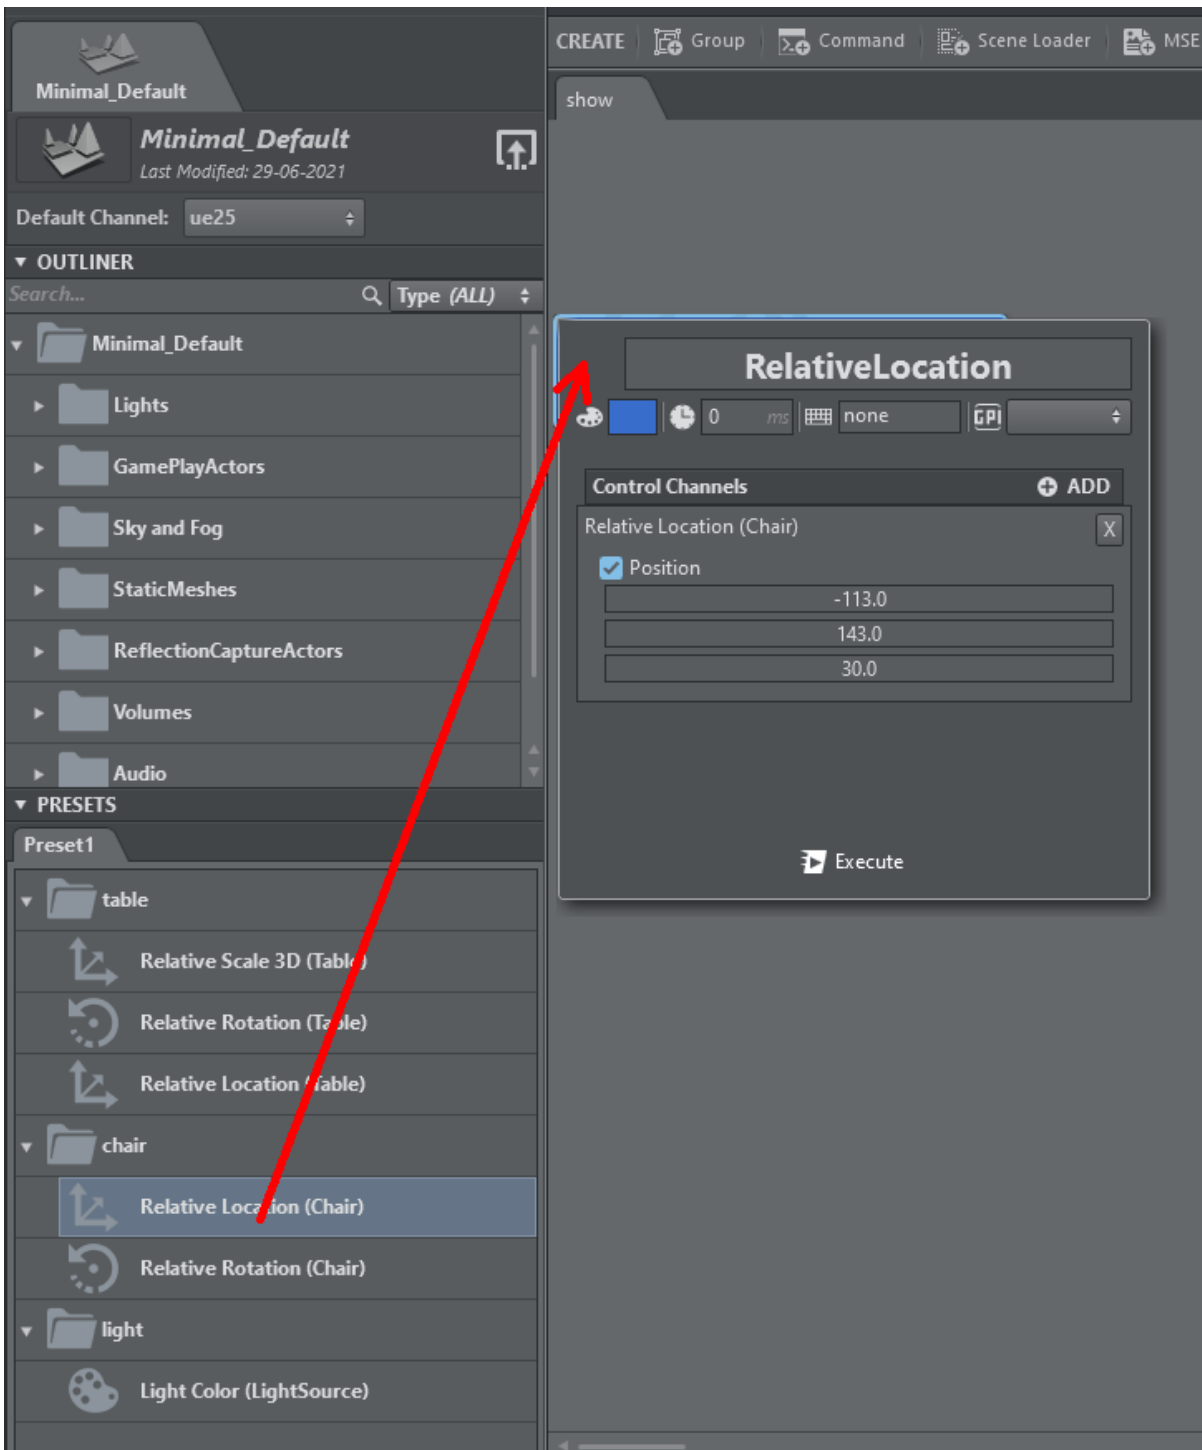 Minimal_Default
Minimal_Default
Last Modified: 29-06-2021
Default Channel: ue25
OUTLINER
Search... Type (ALL)
Minimal_Default
Lights
GamePlayActors
Sky and Fog
StaticMeshes
ReflectionCaptureActors
Volumes
Audio
PRESETS
Preset1
table
Relative Scale 3D (Table)
Relative Rotation (Table)
Relative Location (Table)
chair
Relative Location (Chair)
Relative Rotation (Chair)
light
Light Color (LightSource)
CREATE Group Command Scene Loader MSE
show
RelativeLocation
0 ms none GPI
Control Channels ADD
Relative Location (Chair) X
Position
-113.0
143.0
30.0
Execute